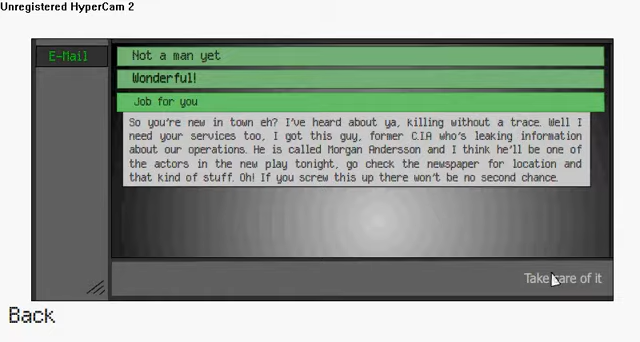 Unregistered HyperCam 2
E-Mail
Not a man yet
Wonderful!
Job for you
So you're new in town eh? I've heard about ya, killing without a trace. Well I
need your services too, I got this guy, former C.I.A who's leaking information
about our operations. He is called Morgan Andersson and I think he'll be one of
the actors in the new play tonight, go check the newspaper for location and
that kind of stuff. Oh! If you screw this up there won't be no second chance.
Take care of it
Back